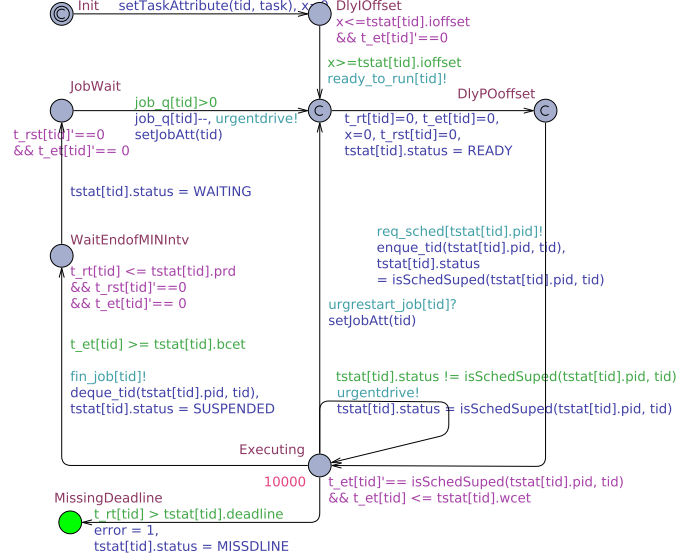 Init
setTaskAttribute(tid, task), x=0
DlyIOffset
x<=tstat[tid].ioffset
&& t_et[tid]'==0
x>=tstat[tid].ioffset
ready_to_run[tid]!
JobWait
job_q[tid]>0
job_q[tid]--, urgentdrive!
setJobAtt(tid)
t_rst[tid]'==0
&& t_et[tid]'== 0
C
DlyPOoffset
C
t_rt[tid]=0, t_et[tid]=0,
x=0, t_rst[tid]=0,
tstat[tid].status = READY
tstat[tid].status = WAITING
WaitEndofMINIntv
t_rt[tid] <= tstat[tid].prd
&& t_rst[tid]'==0
&& t_et[tid]'== 0
req_sched[tstat[tid].pid]!
enque_tid(tstat[tid].pid, tid),
tstat[tid].status
= isSchedSuped(tstat[tid].pid, tid)
urgrestart_job[tid]?
setJobAtt(tid)
t_et[tid] >= tstat[tid].bcet
fin_job[tid]!
deque_tid(tstat[tid].pid, tid),
tstat[tid].status = SUSPENDED
tstat[tid].status != isSchedSuped(tstat[tid].pid, tid)
urgentdrive!
tstat[tid].status = isSchedSuped(tstat[tid].pid, tid)
Executing
10000
t_et[tid]'== isSchedSuped(tstat[tid].pid, tid)
&& t_et[tid] <= tstat[tid].wcet
MissingDeadline
t_rt[tid] > tstat[tid].deadline
error = 1,
tstat[tid].status = MISSDLINE